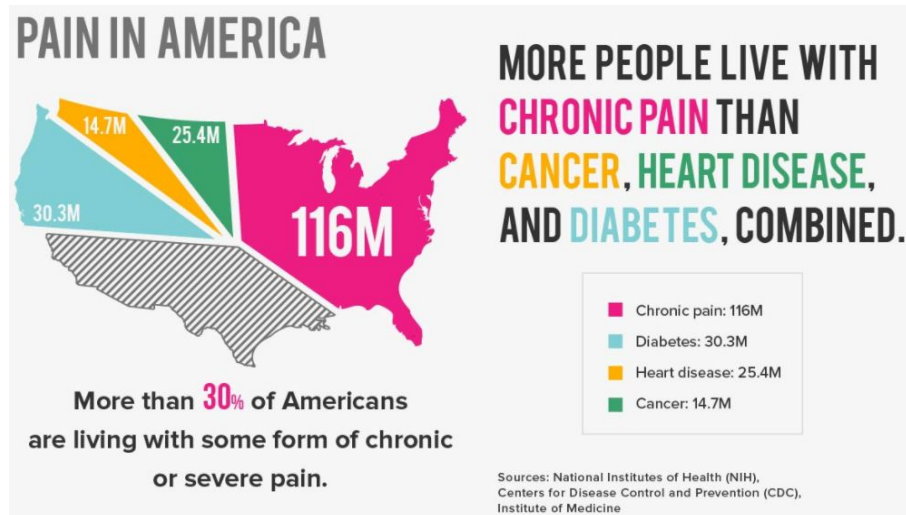 PAIN IN AMERICA
14.7M
25.4M
30.3M
116M
More than 30% of Americans
are living with some form of chronic
or severe pain.
MORE PEOPLE LIVE WITH
CHRONIC PAIN THAN
CANCER, HEART DISEASE,
AND DIABETES, COMBINED.
Chronic pain: 116M
Diabetes: 30.3M
Heart disease: 25.4M
Cancer: 14.7M
Sources: National Institutes of Health (NIH),
Centers for Disease Control and Prevention (CDC),
Institute of Medicine